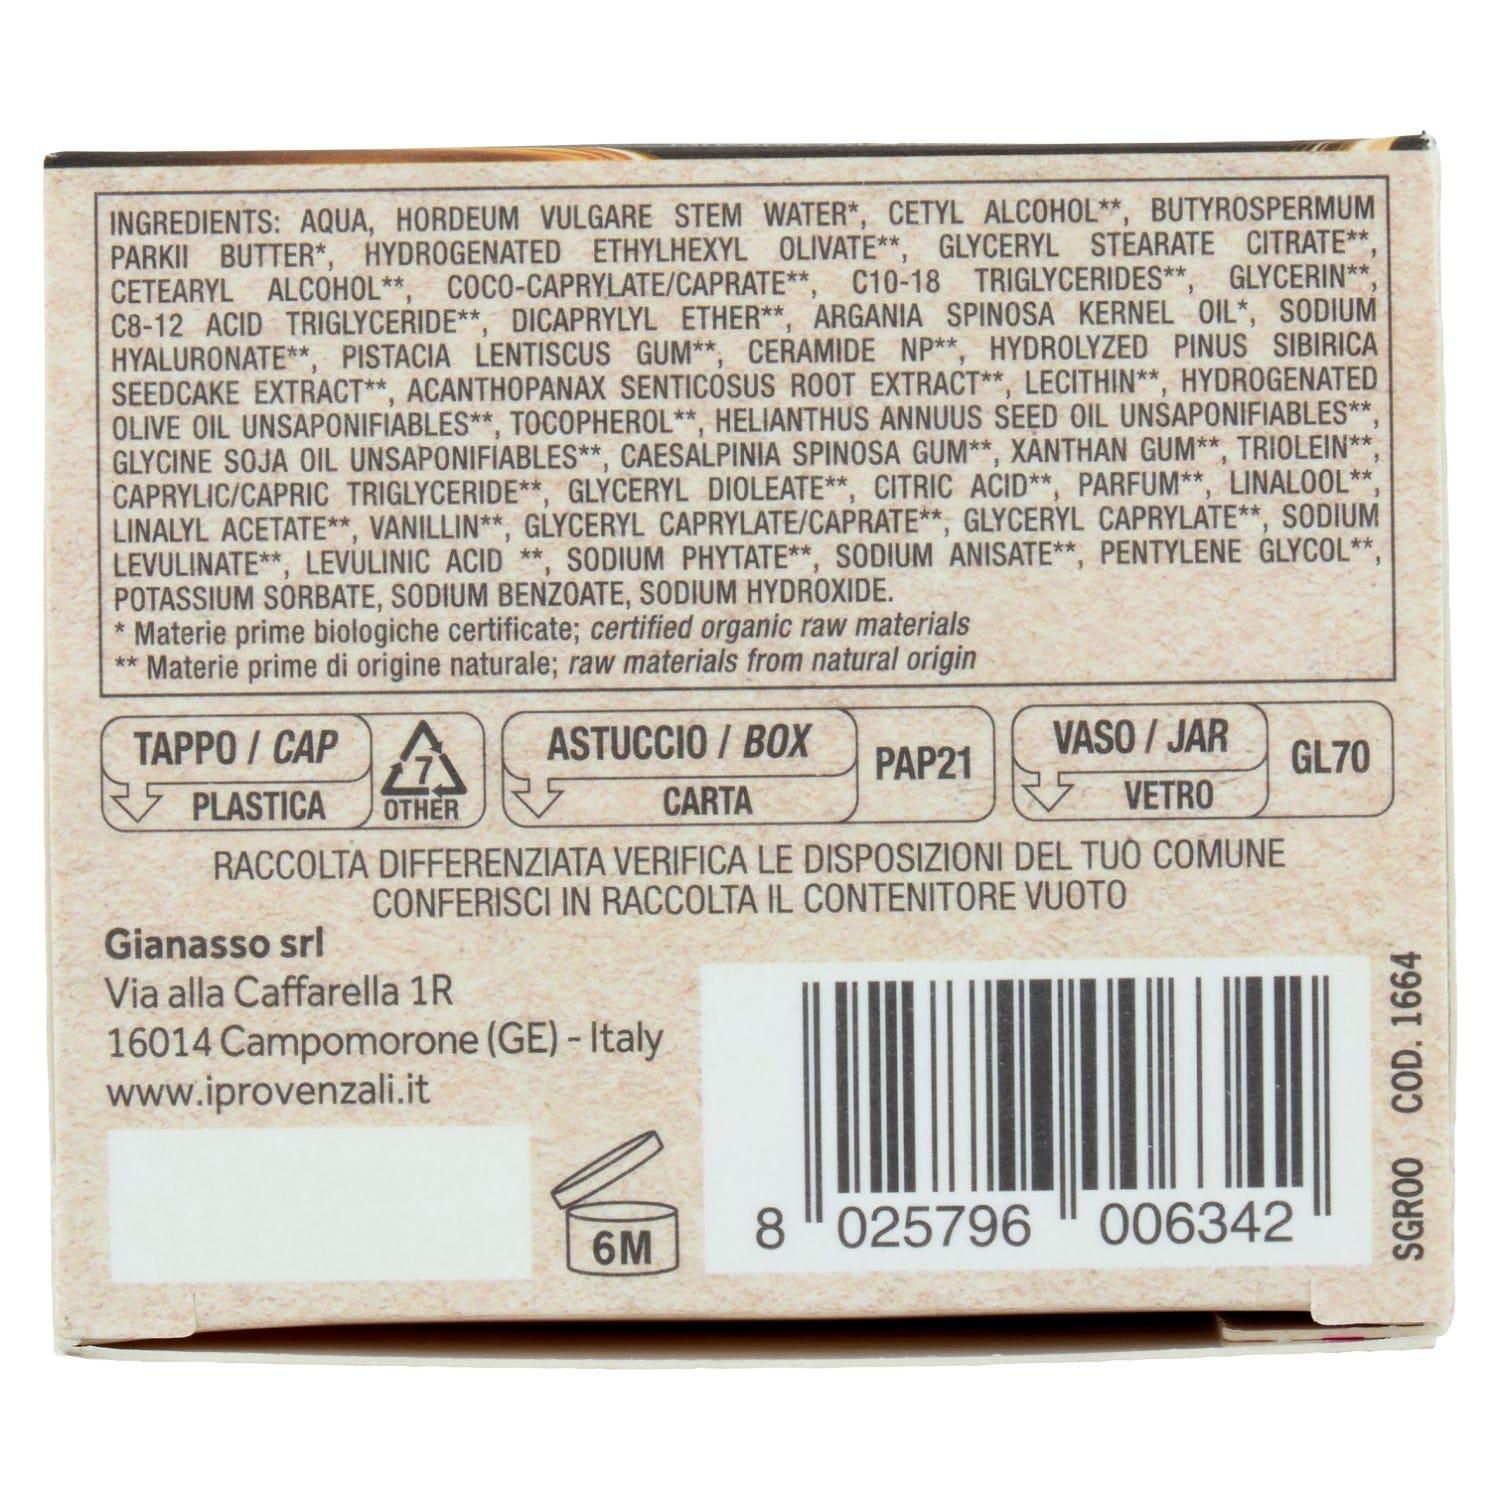 INGREDIENTS: AQUA, HORDEUM VULGARE STEM WATER*, CETYL ALCOHOL**, BUTYROSPERMUM
PARKII BUTTER*, HYDROGENATED ETHYLHEXYL OLIVATE**, GLYCERYL STEARATE CITRATE**,
CETEARYL ALCOHOL**, COCO-CAPRYLATE/CAPRATE**, C10-18 TRIGLYCERIDES**, GLYCERIN**,
C8-12 ACID TRIGLYCERIDE**, DICAPRYLYL ETHER**, ARGANIA SPINOSA KERNEL OIL*, SODIUM
HYALURONATE**, PISTACIA LENTISCUS GUM**, CERAMIDE NP**, HYDROLYZED PINUS SIBIRICA
SEEDCAKE EXTRACT**, ACANTHOPANAX SENTICOSUS ROOT EXTRACT**, LECITHIN**, HYDROGENATED
OLIVE OIL UNSAPONIFIABLES**, TOCOPHEROL**, HELIANTHUS ANNUUS SEED OIL UNSAPONIFIABLES**,
GLYCINE SOJA OIL UNSAPONIFIABLES**, CAESALPINIA SPINOSA GUM**, XANTHAN GUM**, TRIOLEIN**,
CAPRYLIC/CAPRIC TRIGLYCERIDE**, GLYCERYL DIOLEATE**, CITRIC ACID**, PARFUM**, LINALOOL**,
LINALYL ACETATE**, VANILLIN**, GLYCERYL CAPRYLATE/CAPRATE**, GLYCERYL CAPRYLATE**, SODIUM
LEVULINATE**, LEVULINIC ACID **, SODIUM PHYTATE**, SODIUM ANISATE**, PENTYLENE GLYCOL**,
POTASSIUM SORBATE, SODIUM BENZOATE, SODIUM HYDROXIDE.
* Materie prime biologiche certificate; certified organic raw materials
** Materie prime di origine naturale; raw materials from natural origin
TAPPO / CAP
PLASTICA
7
OTHER
ASTUCCIO / BOX
CARTA
PAP21
VASO / JAR
VETRO
GL70
RACCOLTA DIFFERENZIATA VERIFICA LE DISPOSIZIONI DEL TUO COMUNE
CONFERISCI IN RACCOLTA IL CONTENITORE VUOTO
Gianasso srl
Via alla Caffarella 1R
16014 Campomorone (GE) - Italy
www.iprovenzali.it
6M
8 025796 006342
SGR00 COD. 1664